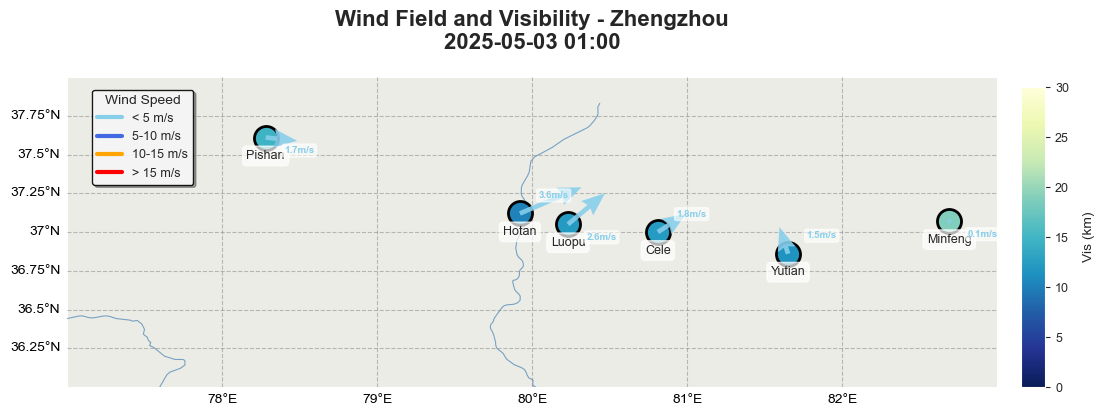 Wind Field and Visibility - Zhengzhou
2025-05-03 01:00
Wind Speed
< 5 m/s
5-10 m/s
10-15 m/s
> 15 m/s
37.75°N
37.5°N
37.25°N
37°N
36.75°N
36.5°N
36.25°N
78°E
79°E
80°E
81°E
82°E
Pishan
1.7m/s
3.6m/s
Hotan
Luopu
2.6m/s
1.8m/s
Cele
1.5m/s
Yutian
Minfeng
0.1m/s
30
25
20
15
10
5
0
Vis (km)